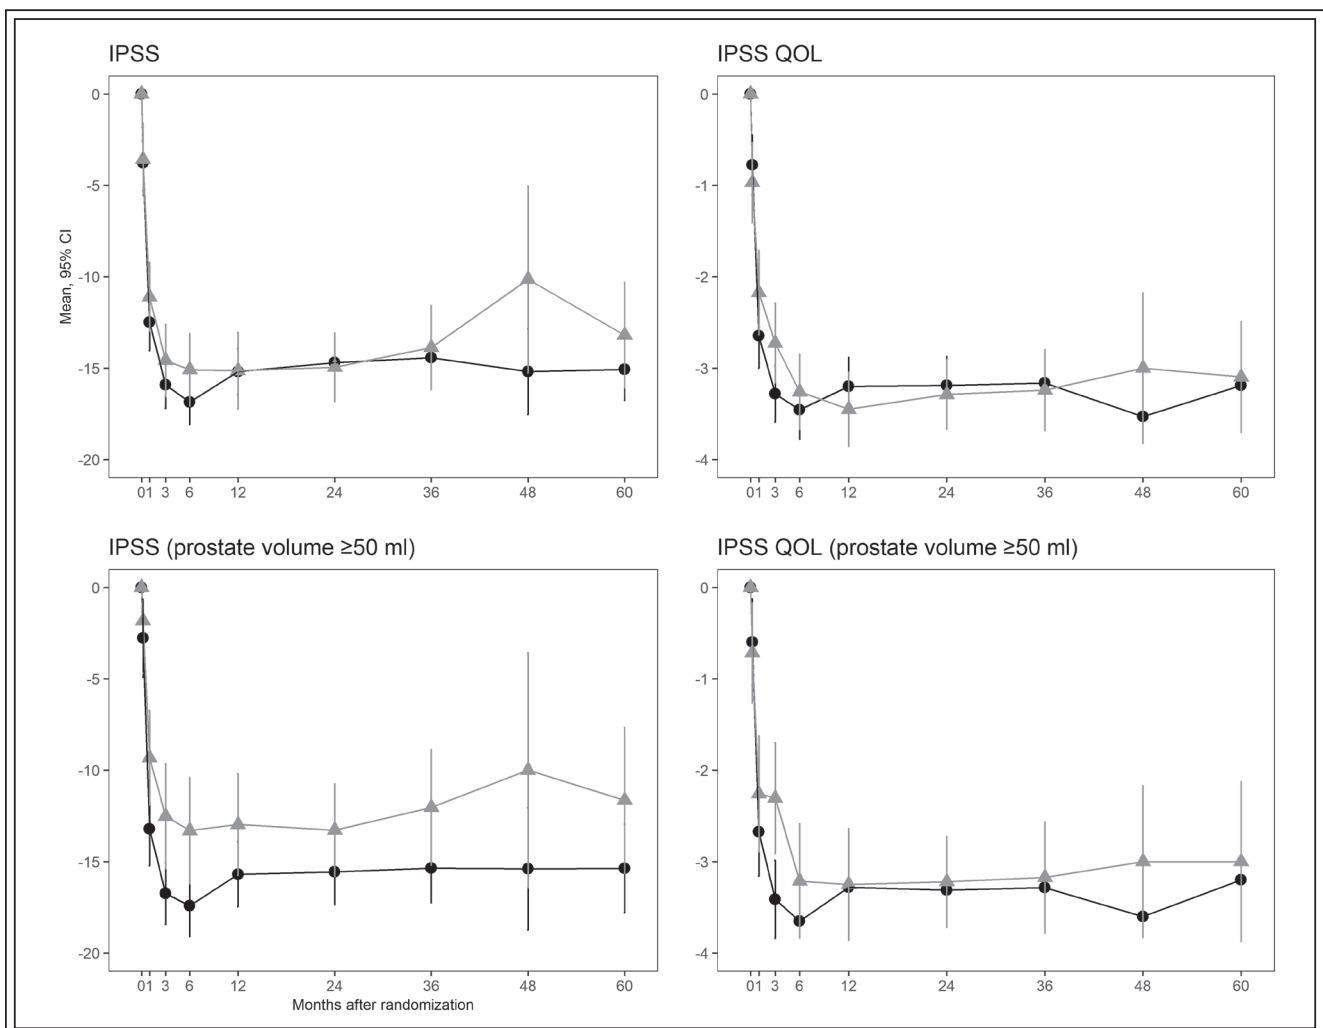 IPSS
IPSS QOL
0
-5
-10
-15
-20
Mean, 95% CI
0 1 3 6 12 24 36 48 60
0
-1
-2
-3
-4
0 1 3 6 12 24 36 48 60
IPSS (prostate volume ≥50 ml)
IPSS QOL (prostate volume ≥50 ml)
0
-5
-10
-15
-20
0 1 3 6 12 24 36 48 60
Months after randomization
0
-1
-2
-3
-4
0 1 3 6 12 24 36 48 60